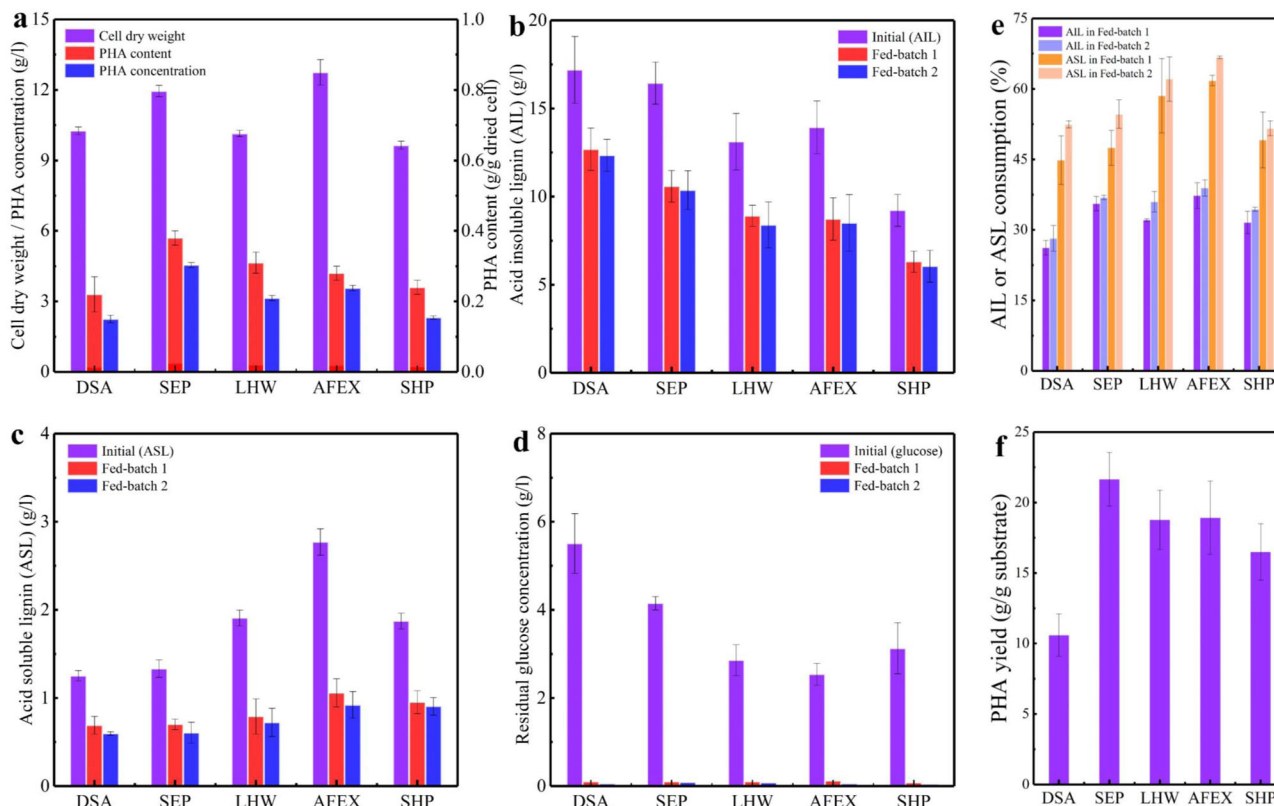 a
15
12
9
6
3
0
Cell dry weight / PHA concentration (g/l)
Cell dry weight
PHA content
PHA concentration
1.0
0.8
0.6
0.4
0.2
0.0
PHA content (g/g dried cell)
DSA SEP LHW AFEX SHP
b
20
15
10
5
0
Acid insoluble lignin (AIL) (g/l)
Initial (AIL)
Fed-batch 1
Fed-batch 2
DSA SEP LHW AFEX SHP
e
75
60
45
30
15
0
AIL or ASL consumption (%)
AIL in Fed-batch 1
AIL in Fed-batch 2
ASL in Fed-batch 1
ASL in Fed-batch 2
DSA SEP LHW AFEX SHP
c
4
3
2
1
0
Acid soluble lignin (ASL) (g/l)
Initial (ASL)
Fed-batch 1
Fed-batch 2
DSA SEP LHW AFEX SHP
d
8
6
4
2
0
Residual glucose concentration (g/l)
Initial (glucose)
Fed-batch 1
Fed-batch 2
DSA SEP LHW AFEX SHP
f
25
20
15
10
5
0
PHA yield (g/g substrate)
DSA SEP LHW AFEX SHP